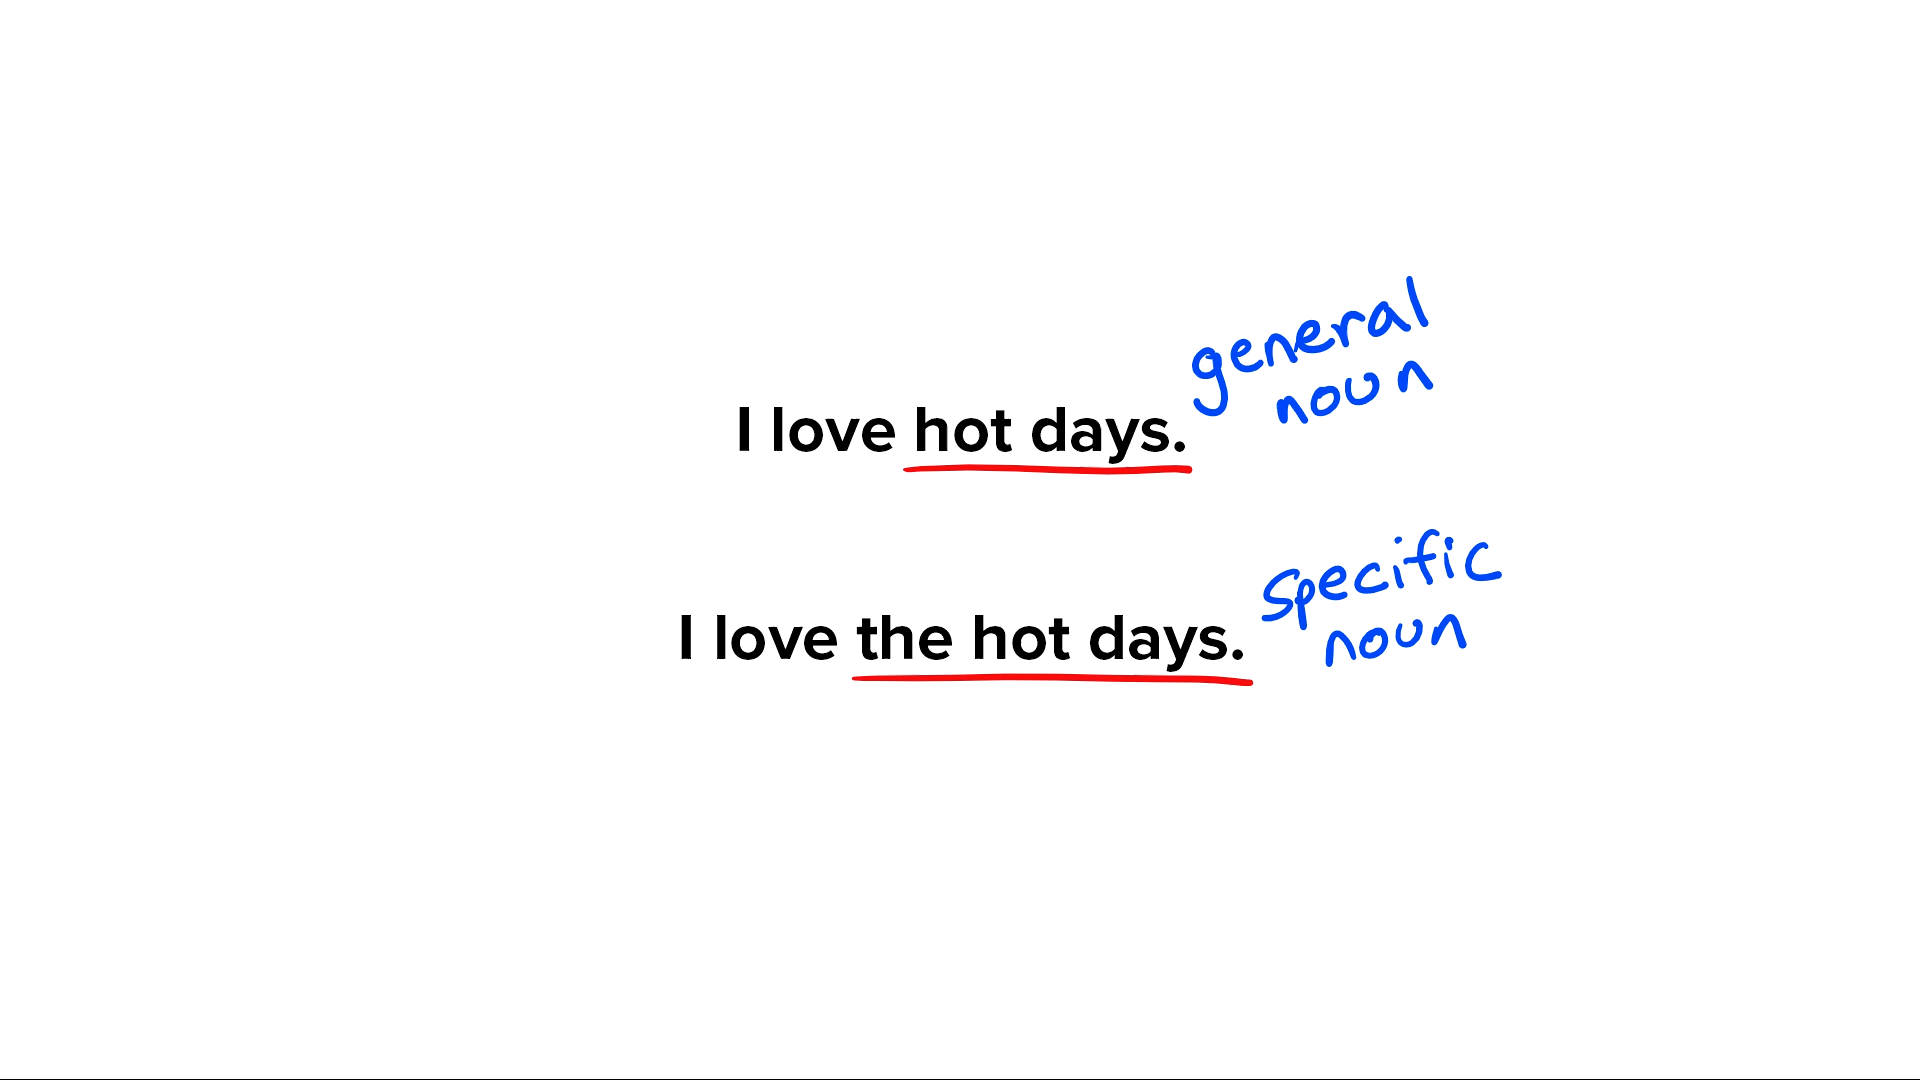 general
noun
I love hot days.
specific
noun
I love the hot days.